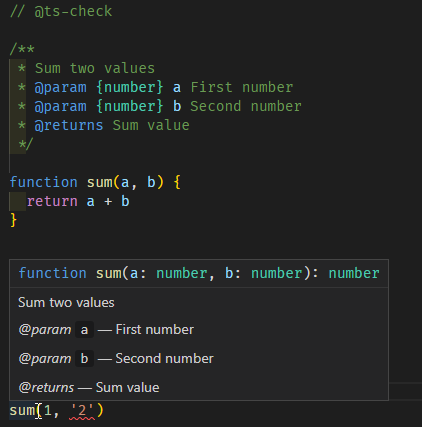 // @ts-check
/**
* Sum two values
* @param {number} a First number
* @param {number} b Second number
* @returns Sum value
*/
function sum(a, b) {
return a + b
}
function sum(a: number, b: number): number
Sum two values
@param a — First number
@param b — Second number
@returns — Sum value
sum(1, '2')